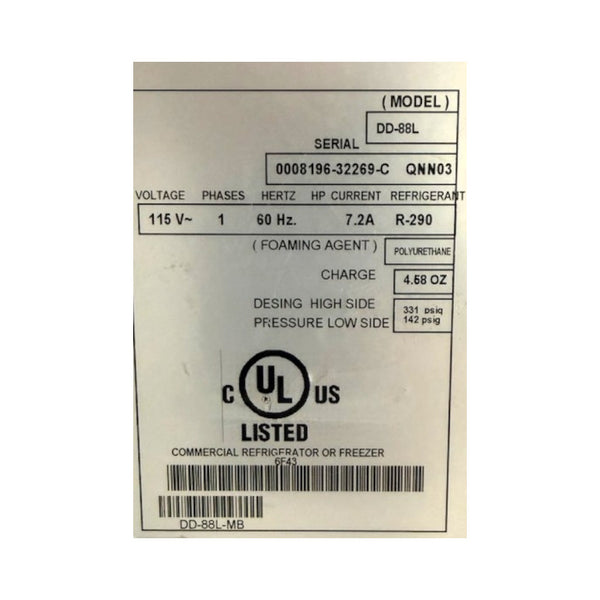 ( MODEL )
DD-88L
SERIAL
0008196-32269-C QNN03
VOLTAGE PHASES HERTZ HP CURRENT REFRIGERANT
115 V~ 1 60 Hz. 7.2A R-290
( FOAMING AGENT )
POLYURETHANE
CHARGE
4.58 OZ
DESING HIGH SIDE 331 psig
PRESSURE LOW SIDE 142 psig
C UL US
LISTED
COMMERCIAL REFRIGERATOR OR FREEZER
6F43
DD-88L-MB